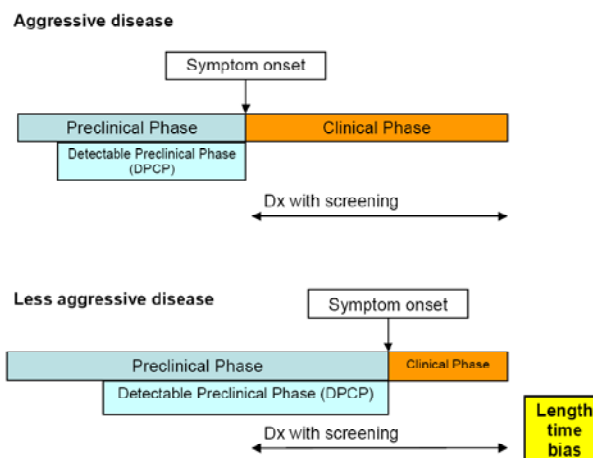 Aggressive disease
Symptom onset
Preclinical Phase
Clinical Phase
Detectable Preclinical Phase
(DPCP)
Dx with screening
Less aggressive disease
Symptom onset
Preclinical Phase
Clinical Phase
Detectable Preclinical Phase (DPCP)
Dx with screening
Length
time
bias